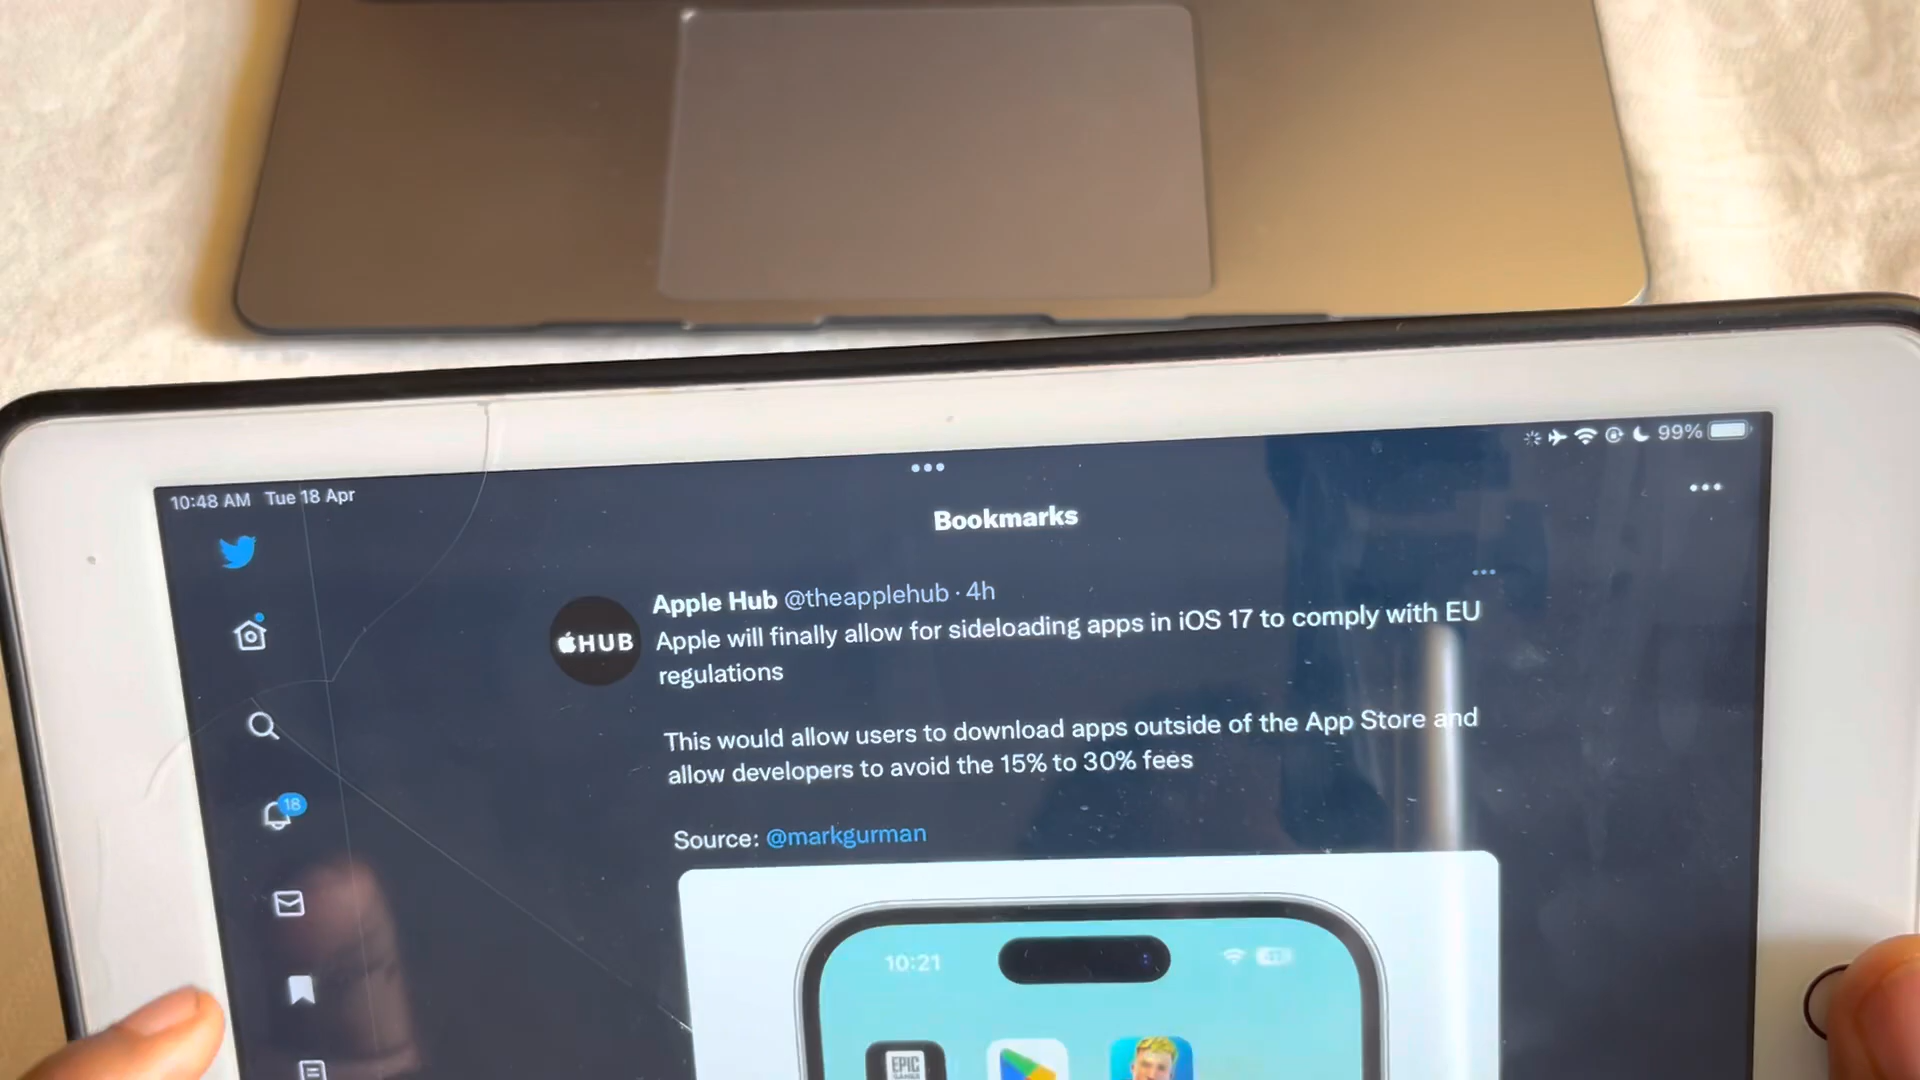 10:48 AM Tue 18 Apr
99%
Bookmarks
Apple Hub @theapplehub · 4h
HUB
Apple will finally allow for sideloading apps in iOS 17 to comply with EU
regulations
This would allow users to download apps outside of the App Store and
allow developers to avoid the 15% to 30% fees
18
Source: @markgurman
10:21
EPIC